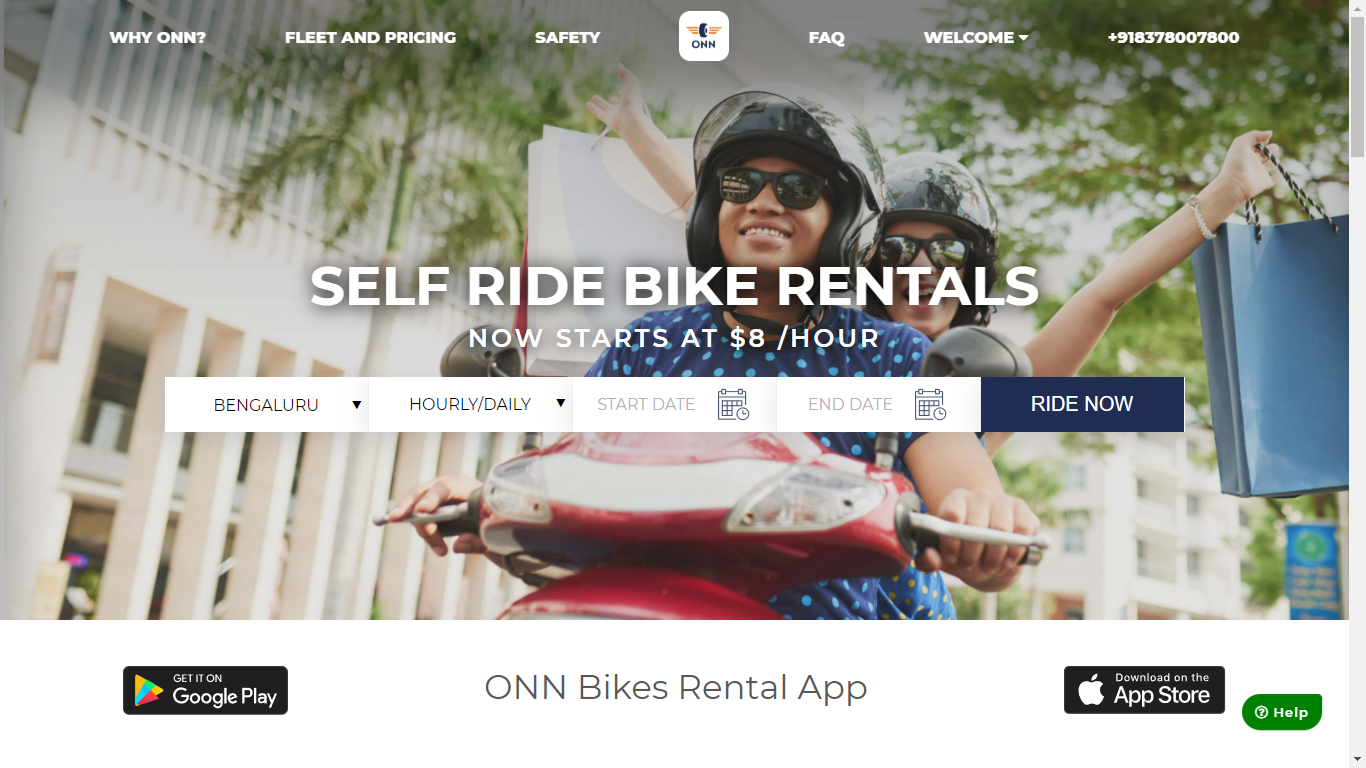 WHY ONN?
FLEET AND PRICING
SAFETY
ONN
FAQ
WELCOME
+918378007800
SELF RIDE BIKE RENTALS
NOW STARTS AT $8 /HOUR
BENGALURU
HOURLY/DAILY
START DATE
END DATE
RIDE NOW
GET IT ON
Google Play
ONN Bikes Rental App
Download on the
App Store
Help